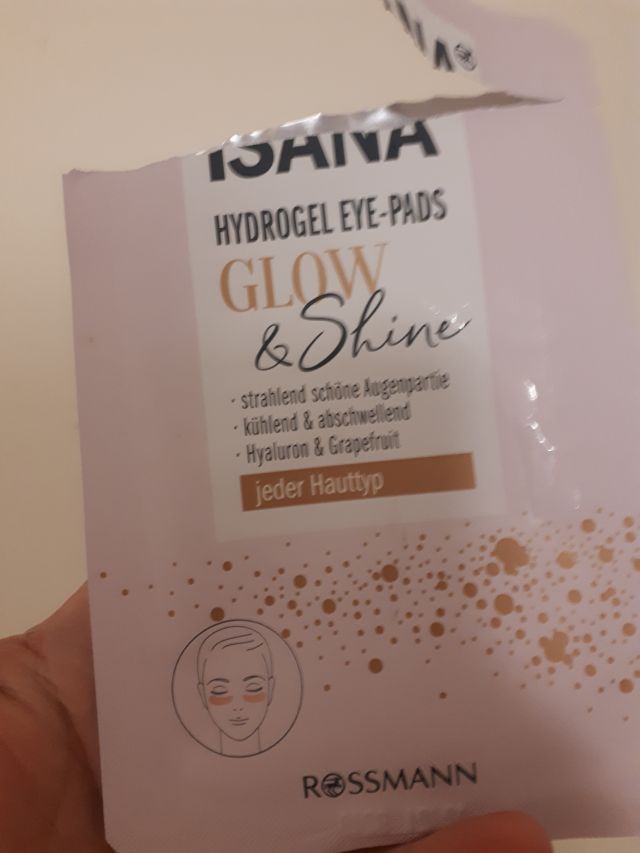 ISANA
HYDROGEL EYE-PADS
GLOW
& Shine
· strahlend schöne Augenpartie
· kühlend & abschwellend
· Hyaluron & Grapefruit
jeder Hauttyp
ROSSMANN